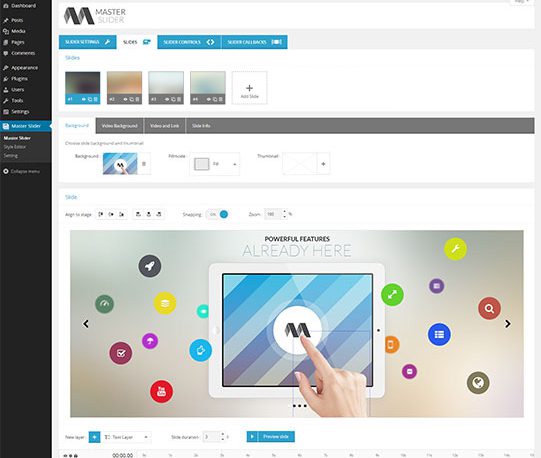 Dashboard
Posts
Media
Pages
Comments
Appearance
Plugins
Users
Tools
Settings
Master Slider
Master Slider
Style Editor
Setting
Collapse menu
Help
MASTER
SLIDER
SLIDER SETTINGS
SLIDES
SLIDER CONTROLS
SLIDER CALLBACKS
Slides
#1
#2
#3
#4
Add Slide
Background
Video Background
Video and Link
Slide Info
Choose slide background and thumbnail
Background:
Fillmode:
Fill
Thumbnail:
Slide
Align to stage:
Snapping:
ON
Zoom:
100
%
POWERFUL FEATURES
ALREADY HERE
You
Tube
New layer:
Text Layer
Slide duration:
3
s
Preview slide
00:00.00